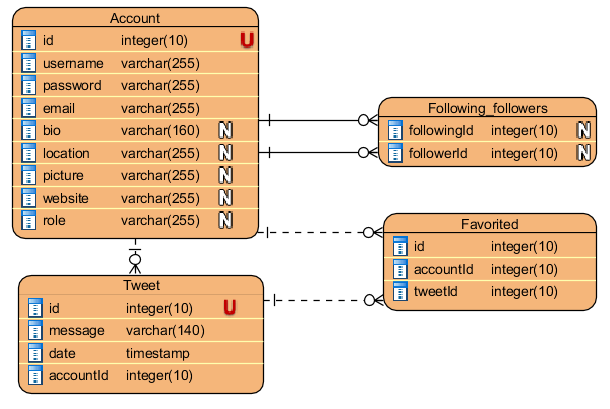 Account
id integer(10) U
username varchar(255)
password varchar(255)
email varchar(255)
bio varchar(160) N
location varchar(255) N
picture varchar(255) N
website varchar(255) N
role varchar(255) N
Following_followers
followingId integer(10) N
followerId integer(10) N
Favorited
id integer(10)
accountId integer(10)
tweetId integer(10)
Tweet
id integer(10) U
message varchar(140)
date timestamp
accountId integer(10)